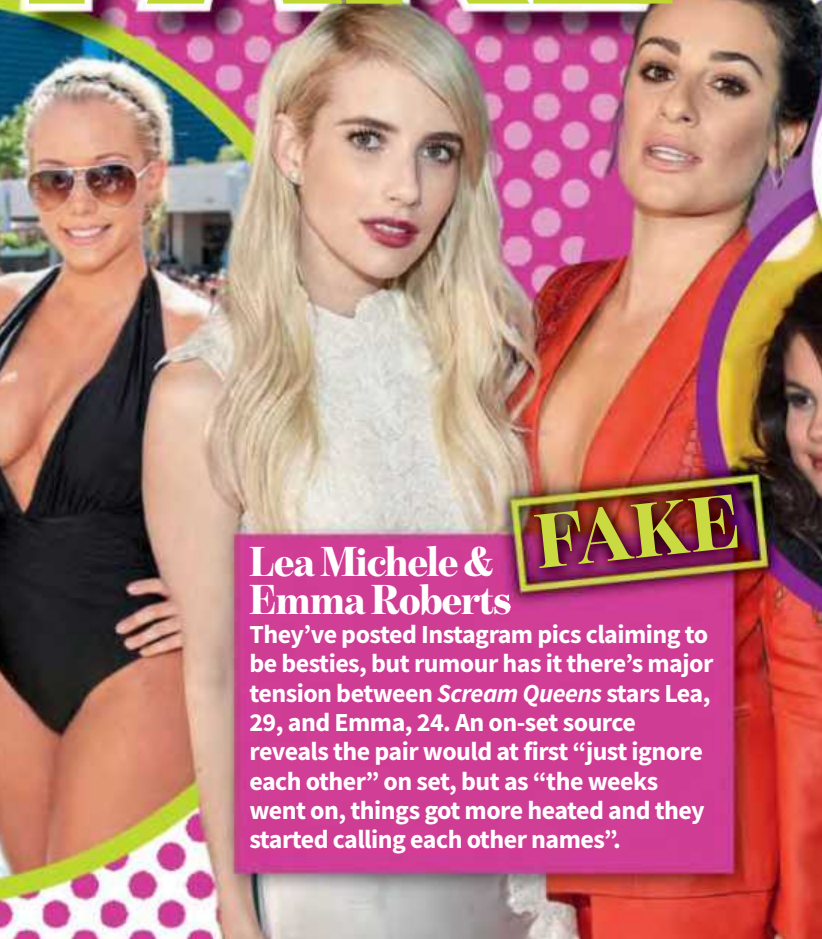 FAKE
Lea Michele &
Emma Roberts
They’ve posted Instagram pics claiming to
be besties, but rumour has it there’s major
tension between Scream Queens stars Lea,
29, and Emma, 24. An on-set source
reveals the pair would at first “just ignore
each other” on set, but as “the weeks
went on, things got more heated and they
started calling each other names”.